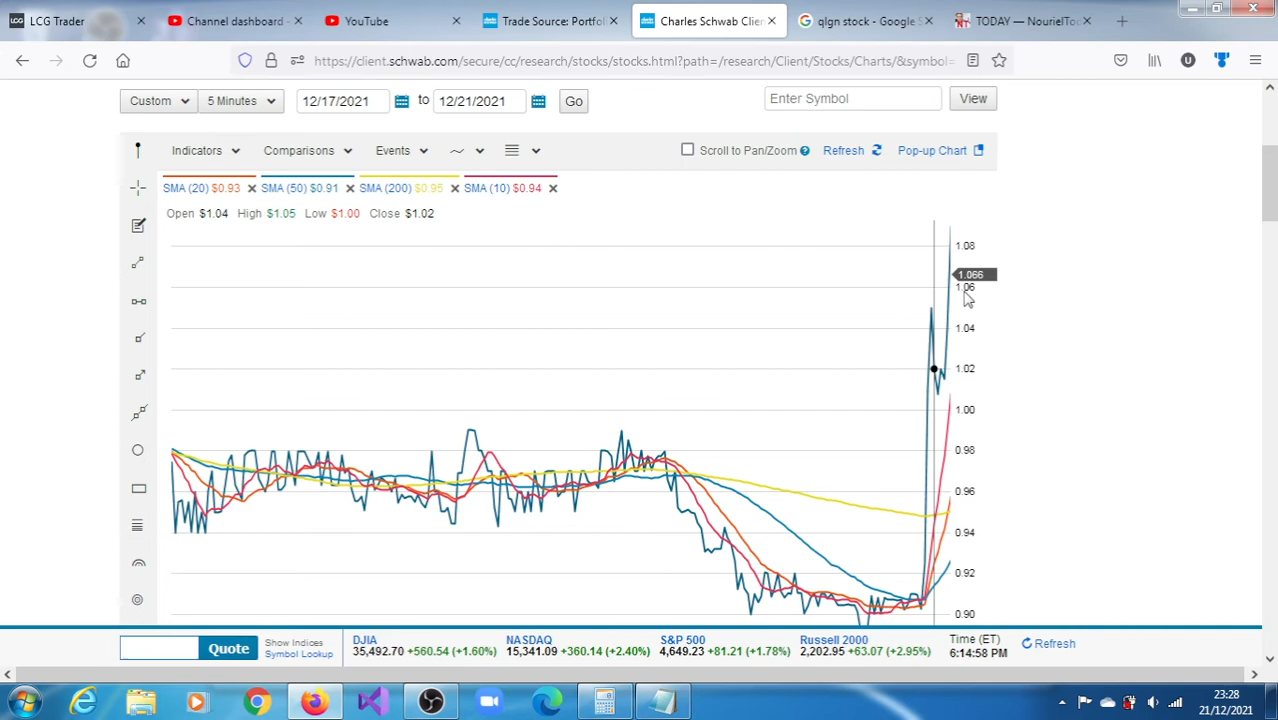 LCG Trader
Channel dashboard -
YouTube
Trade Source: Portfol
Charles Schwab Clien
qlgn stock - Google S
TODAY — NourielTod
https://client.schwab.com/secure/cc/research/stocks/stocks.html?path=/research/Client/Stocks/Charts/&symbol=
Custom 5 Minutes 12/17/2021 to 12/21/2021 Go Enter Symbol View
Indicators Comparisons Events Scroll to Pan/Zoom ? Refresh Pop-up Chart
SMA (20) $0.93 SMA (50) $0.91 SMA (200) $0.95 SMA (10) $0.94
Open $1.04 High $1.05 Low $1.00 Close $1.02
1.08
1.066
1.06
1.04
1.02
1.00
0.98
0.96
0.94
0.92
0.90
Quote
Show Indices
Symbol Lookup
DJIA
35,492.70 +560.54 (+1.60%)
NASDAQ
15,341.09 +360.14 (+2.40%)
S&P 500
4,649.23 +81.21 (+1.78%)
Russell 2000
2,202.95 +63.07 (+2.95%)
Time (ET)
6:14:58 PM
Refresh
23:28
21/12/2021